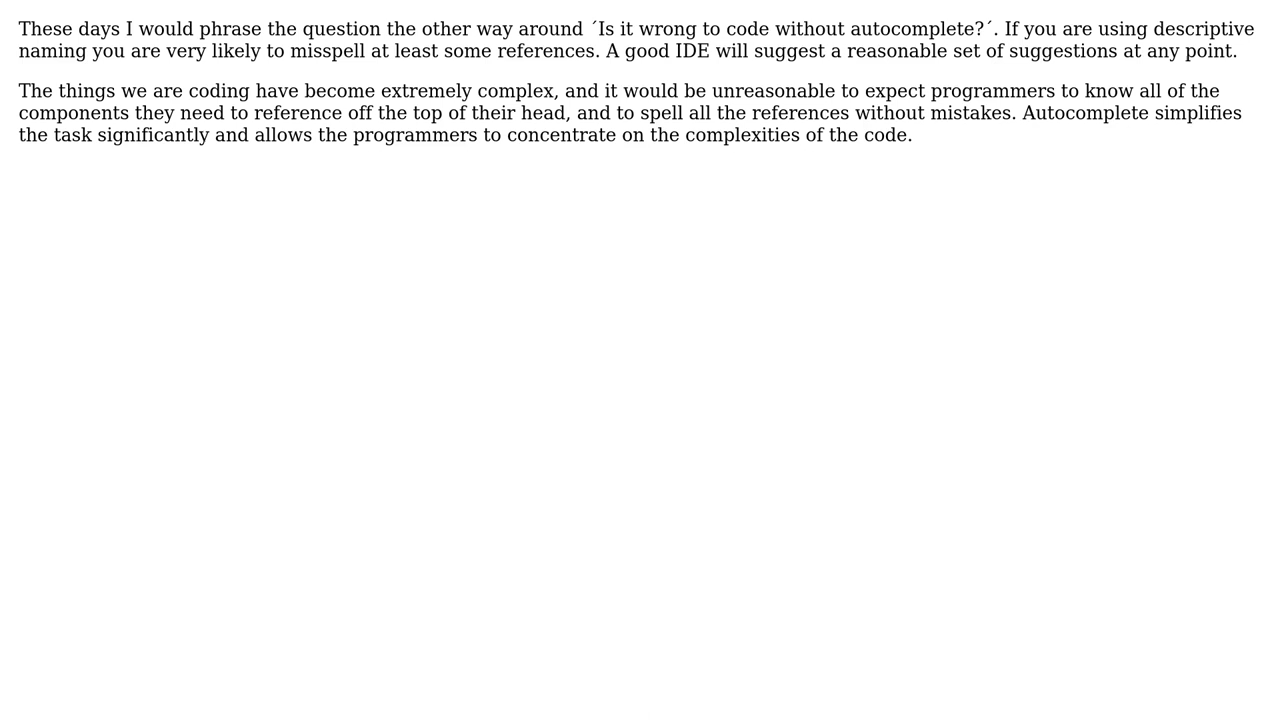 These days I would phrase the question the other way around ´Is it wrong to code without autocomplete?´. If you are using descriptive
naming you are very likely to misspell at least some references. A good IDE will suggest a reasonable set of suggestions at any point.
The things we are coding have become extremely complex, and it would be unreasonable to expect programmers to know all of the
components they need to reference off the top of their head, and to spell all the references without mistakes. Autocomplete simplifies
the task significantly and allows the programmers to concentrate on the complexities of the code.